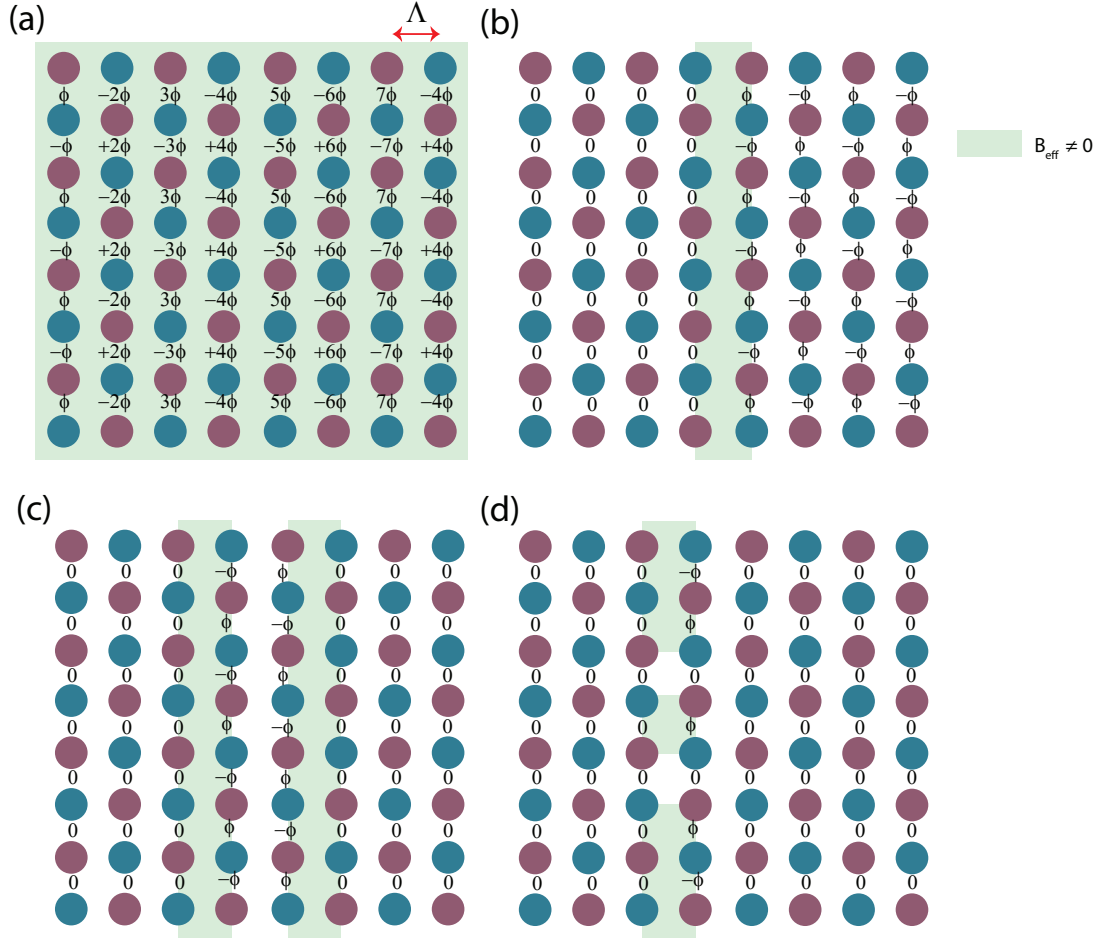 (a)
Λ
ϕ −2ϕ 3ϕ −4ϕ 5ϕ −6ϕ 7ϕ −4ϕ
−ϕ +2ϕ −3ϕ +4ϕ −5ϕ +6ϕ −7ϕ +4ϕ
ϕ −2ϕ 3ϕ −4ϕ 5ϕ −6ϕ 7ϕ −4ϕ
−ϕ +2ϕ −3ϕ +4ϕ −5ϕ +6ϕ −7ϕ +4ϕ
ϕ −2ϕ 3ϕ −4ϕ 5ϕ −6ϕ 7ϕ −4ϕ
−ϕ +2ϕ −3ϕ +4ϕ −5ϕ +6ϕ −7ϕ +4ϕ
ϕ −2ϕ 3ϕ −4ϕ 5ϕ −6ϕ 7ϕ −4ϕ
(b)
0 0 0 0 ϕ −ϕ ϕ −ϕ
0 0 0 0 −ϕ ϕ −ϕ ϕ
0 0 0 0 ϕ −ϕ ϕ −ϕ
0 0 0 0 −ϕ ϕ −ϕ ϕ
0 0 0 0 ϕ −ϕ ϕ −ϕ
0 0 0 0 −ϕ ϕ −ϕ ϕ
0 0 0 0 ϕ −ϕ ϕ −ϕ
B_eff ≠ 0
(c)
0 0 0 −ϕ ϕ 0 0 0
0 0 0 ϕ −ϕ 0 0 0
0 0 0 −ϕ ϕ 0 0 0
0 0 0 ϕ −ϕ 0 0 0
0 0 0 −ϕ ϕ 0 0 0
0 0 0 ϕ −ϕ 0 0 0
0 0 0 −ϕ ϕ 0 0 0
(d)
0 0 0 −ϕ 0 0 0 0
0 0 0 ϕ 0 0 0 0
0 0 0 0 0 0 0 0
0 0 0 ϕ 0 0 0 0
0 0 0 0 0 0 0 0
0 0 0 ϕ 0 0 0 0
0 0 0 −ϕ 0 0 0 0